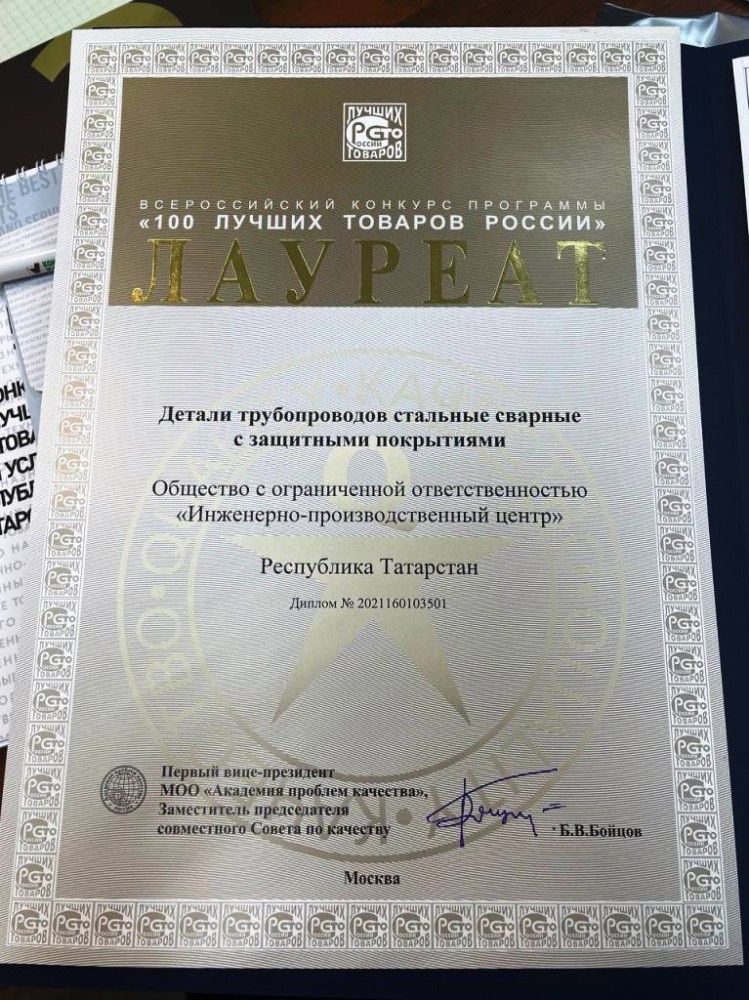 ЛУЧШИХ
PGТО
РОССИИ
ТОВАРОВ
ВСЕРОССИЙСКИЙ КОНКУРС ПРОГРАММЫ
«100 ЛУЧШИХ ТОВАРОВ РОССИИ»
ЛАУРЕАТ
Детали трубопроводов стальные сварные
с защитными покрытиями
Общество с ограниченной ответственностью
«Инженерно-производственный центр»
Республика Татарстан
Диплом № 2021160103501
Первый вице-президент
МОО «Академия проблем качества»,
Заместитель председателя
совместного Совета по качеству
Б.В.Бойцов
Москва